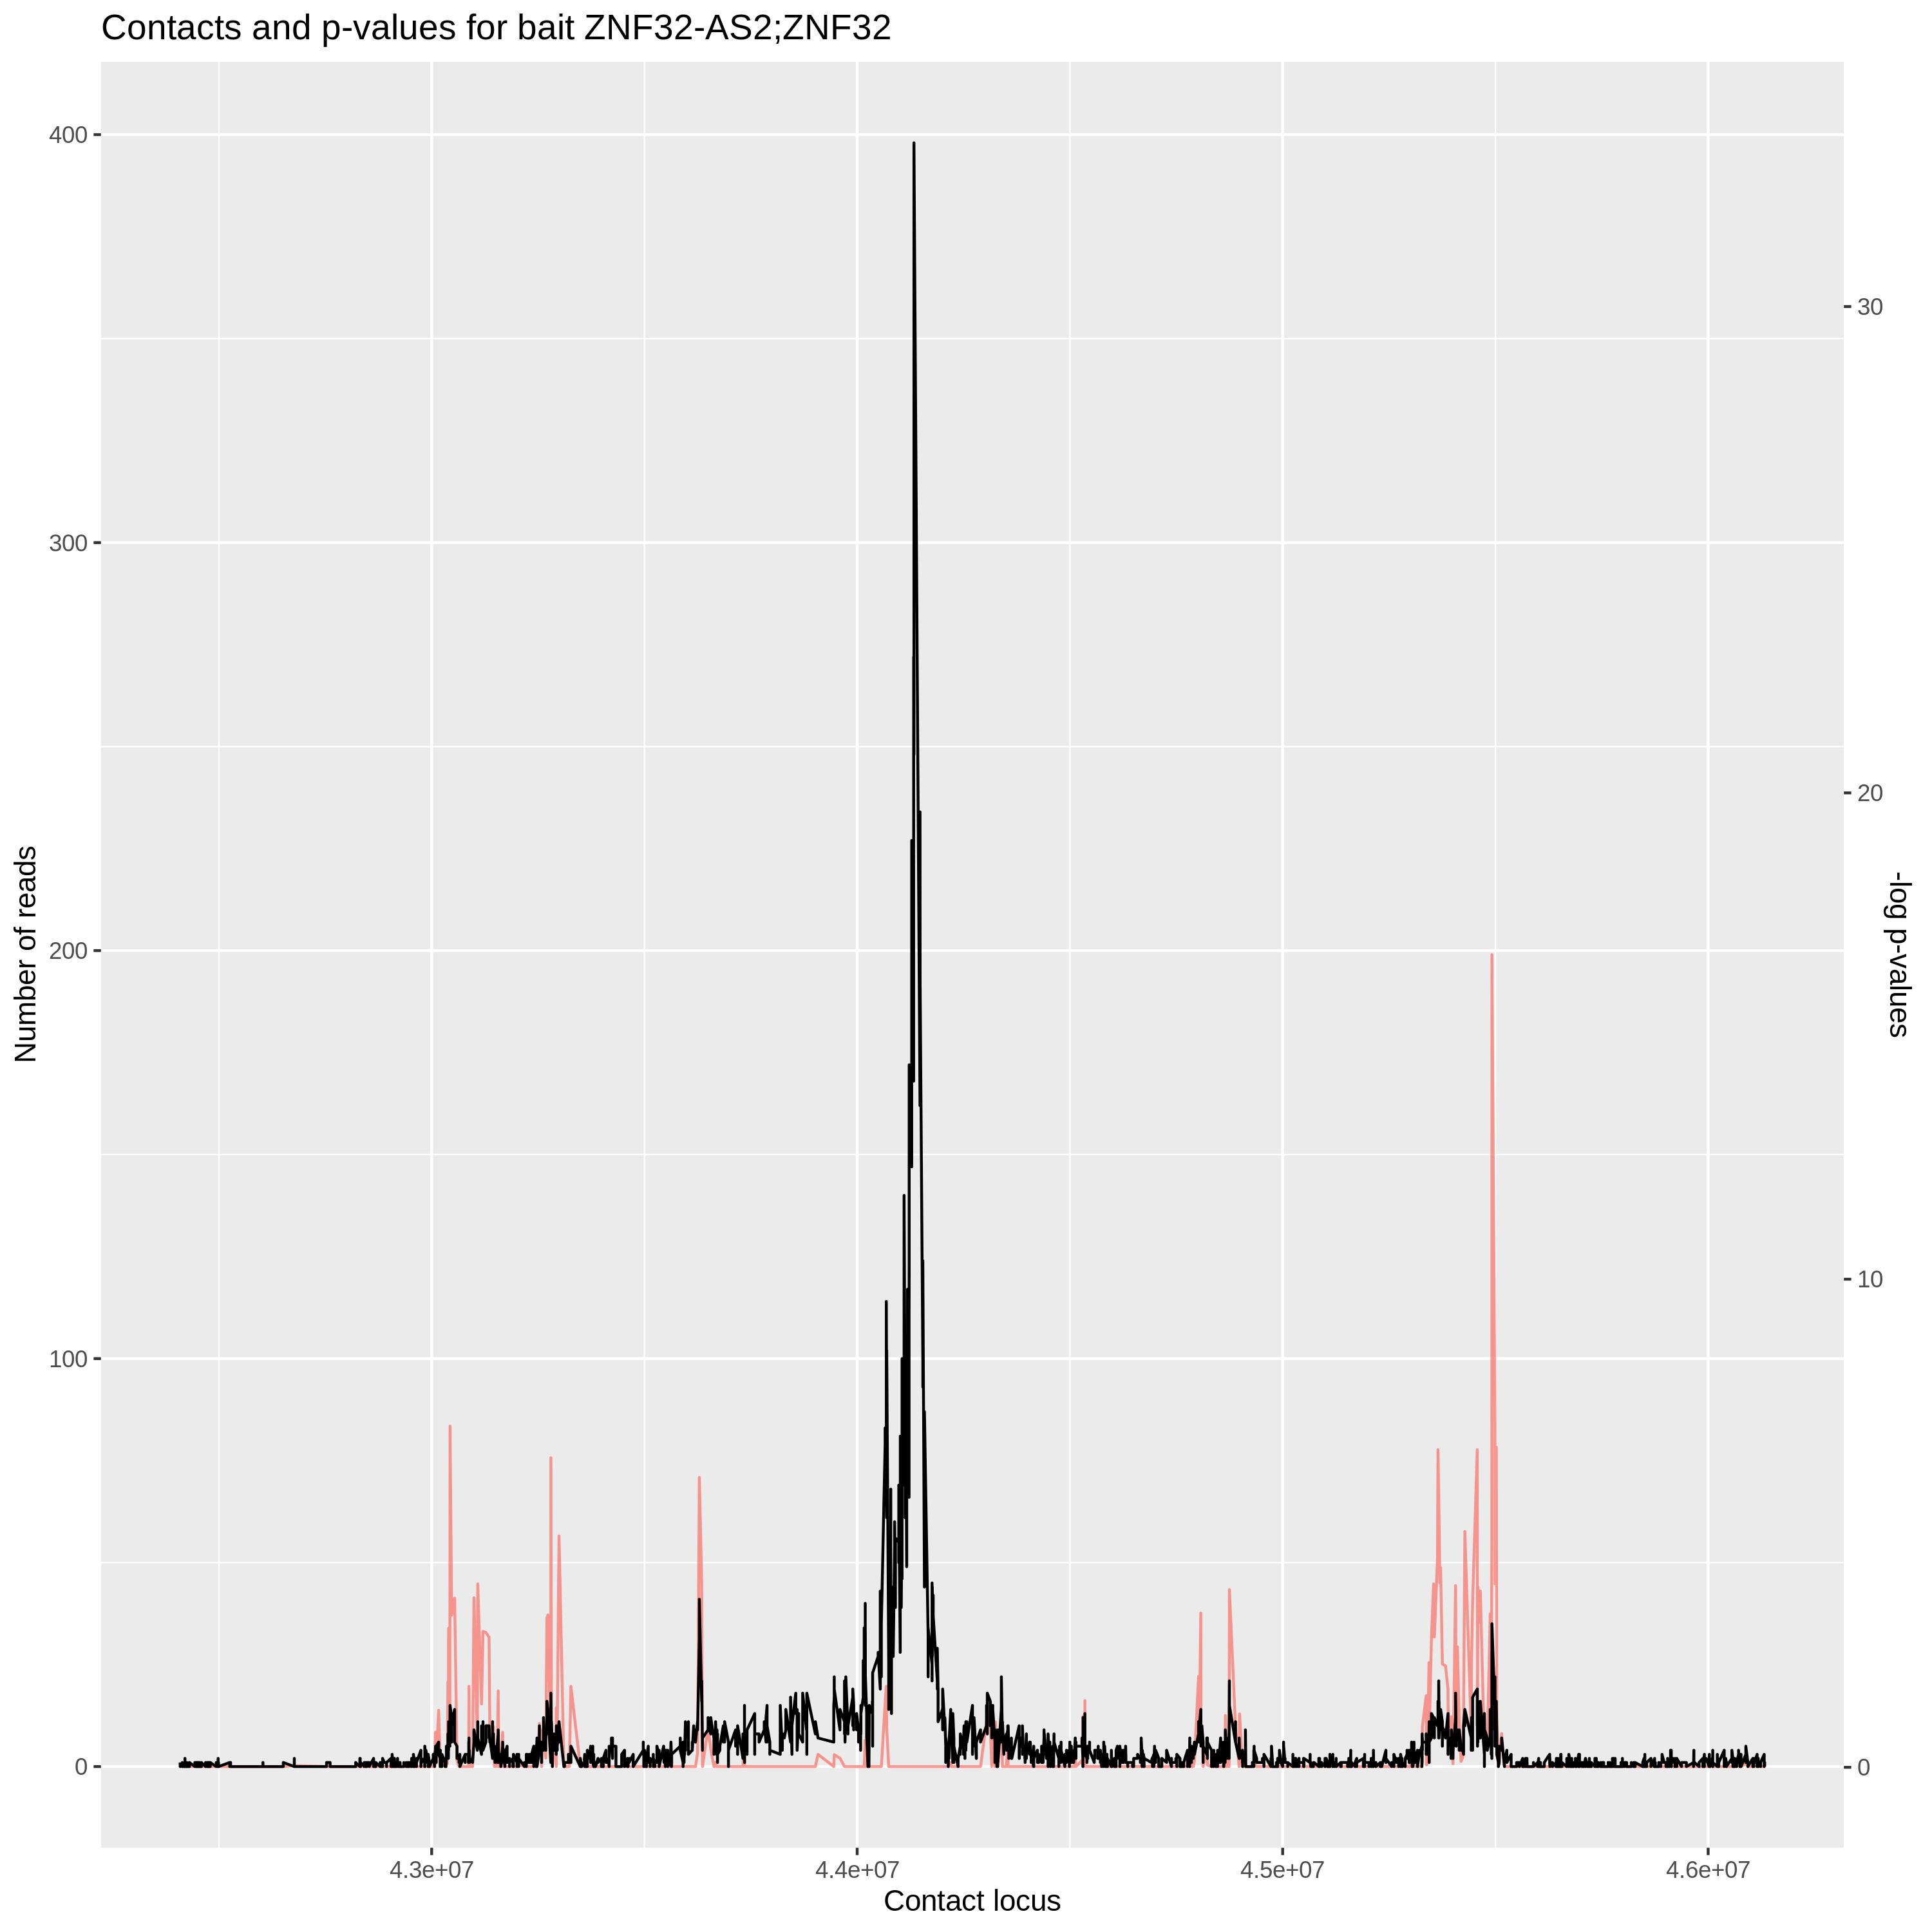 Contacts and p-values for bait ZNF32-AS2;ZNF32
400
300
200
100
0
Number of reads
30
20
10
0
-log p-values
4.3e+07
4.4e+07
4.5e+07
4.6e+07
Contact locus